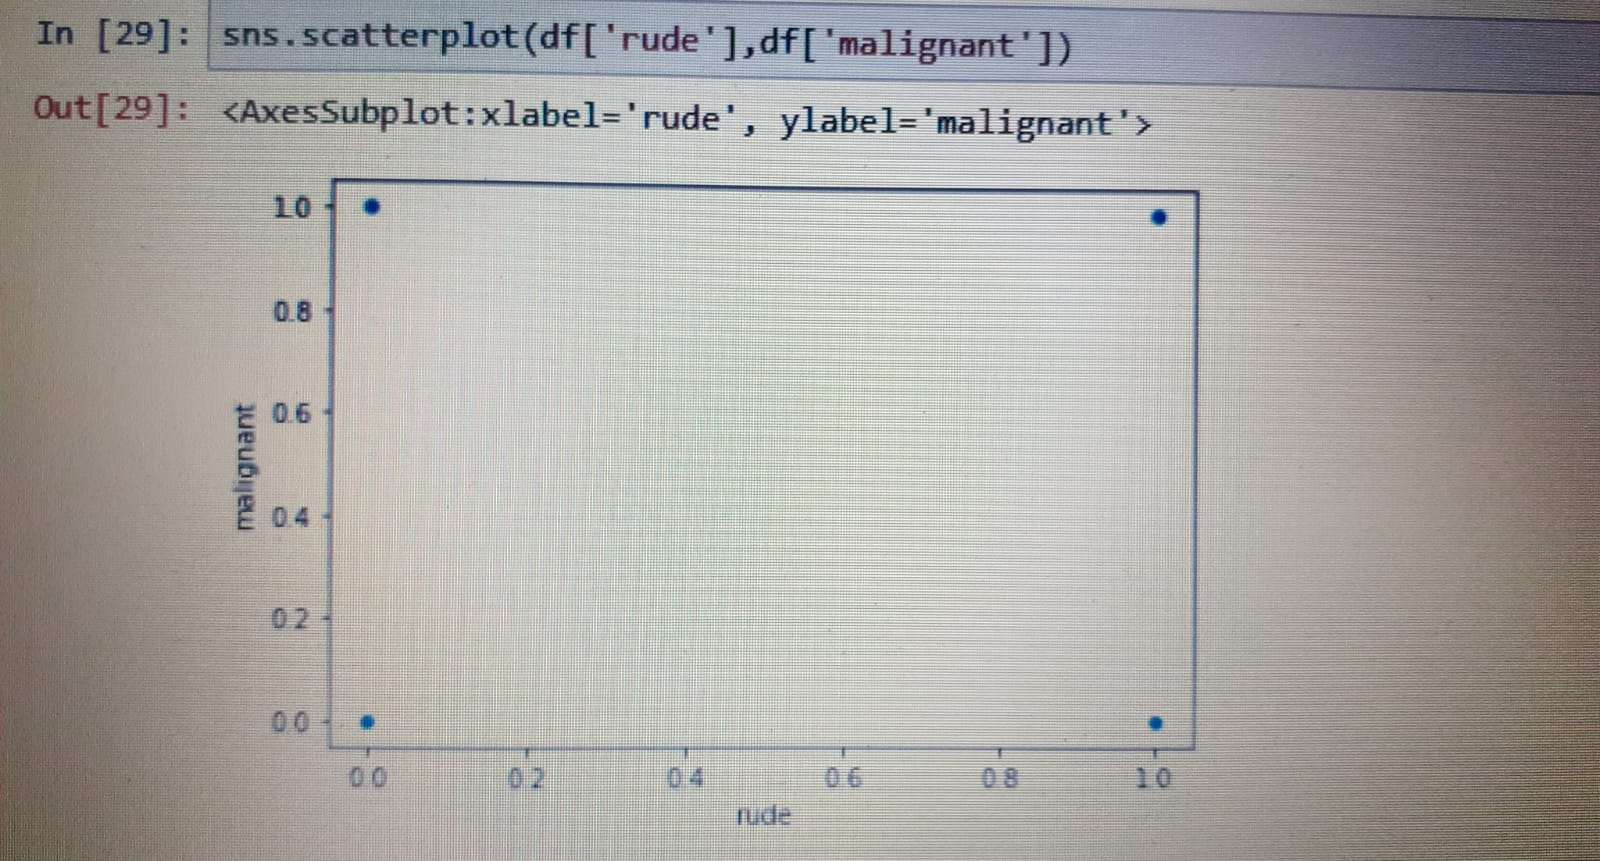 In [29]: sns.scatterplot(df['rude'],df['malignant'])
Out[29]: <AxesSubplot:xlabel='rude', ylabel='malignant'>
1.0
0.8
0.6
0.4
0.2
0.0
malignant
0.0 0.2 0.4 0.6 0.8 1.0
rude